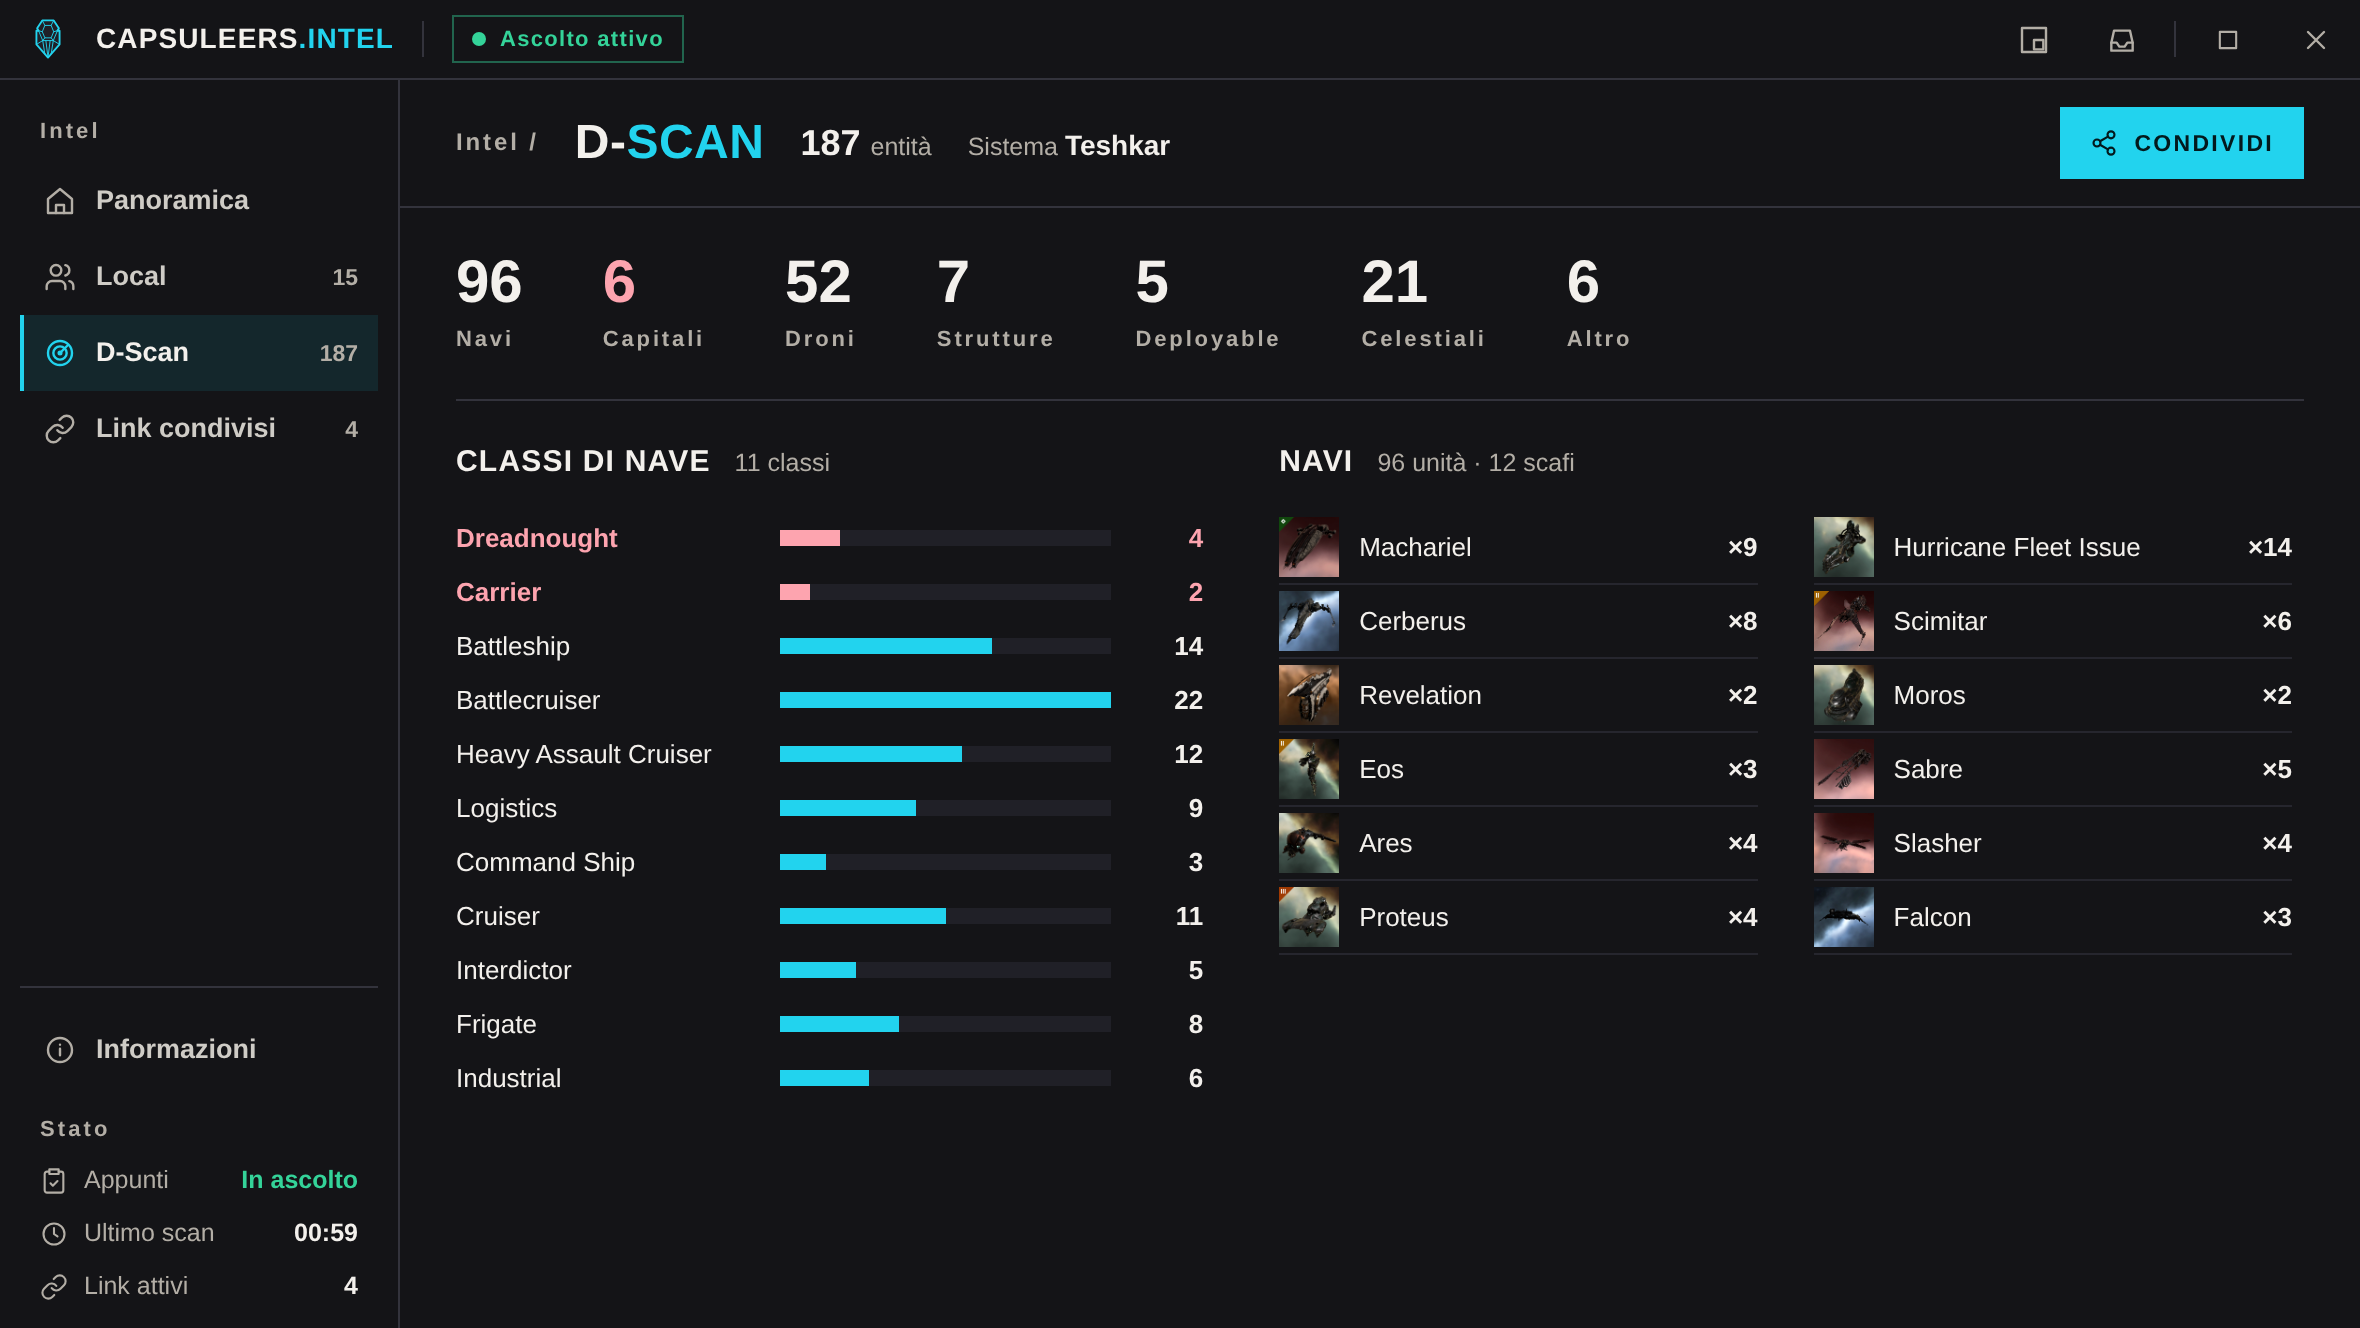 CAPSULEERS.INTEL
Ascolto attivo
Intel
Panoramica
Local 15
D-Scan 187
Link condivisi 4
Informazioni
Stato
Appunti In ascolto
Ultimo scan 00:59
Link attivi 4
Intel / D-SCAN 187 entità Sistema Teshkar
CONDIVIDI
96 Navi
6 Capitali
52 Droni
7 Strutture
5 Deployable
21 Celestiali
6 Altro
CLASSI DI NAVE 11 classi
Dreadnought 4
Carrier 2
Battleship 14
Battlecruiser 22
Heavy Assault Cruiser 12
Logistics 9
Command Ship 3
Cruiser 11
Interdictor 5
Frigate 8
Industrial 6
NAVI 96 unità · 12 scafi
Machariel ×9
Hurricane Fleet Issue ×14
Cerberus ×8
Scimitar ×6
Revelation ×2
Moros ×2
Eos ×3
Sabre ×5
Ares ×4
Slasher ×4
Proteus ×4
Falcon ×3